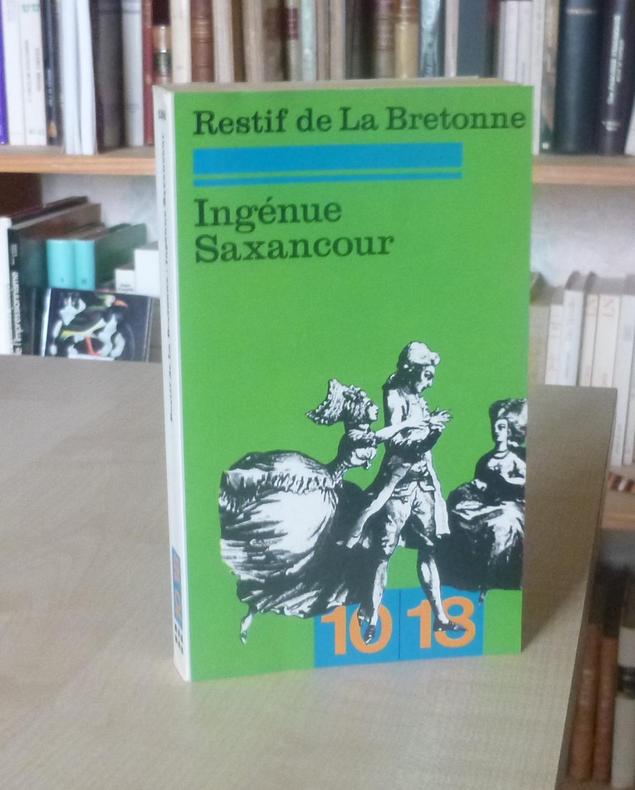 Restif de La Bretonne
Ingénue
Saxancour
10 18